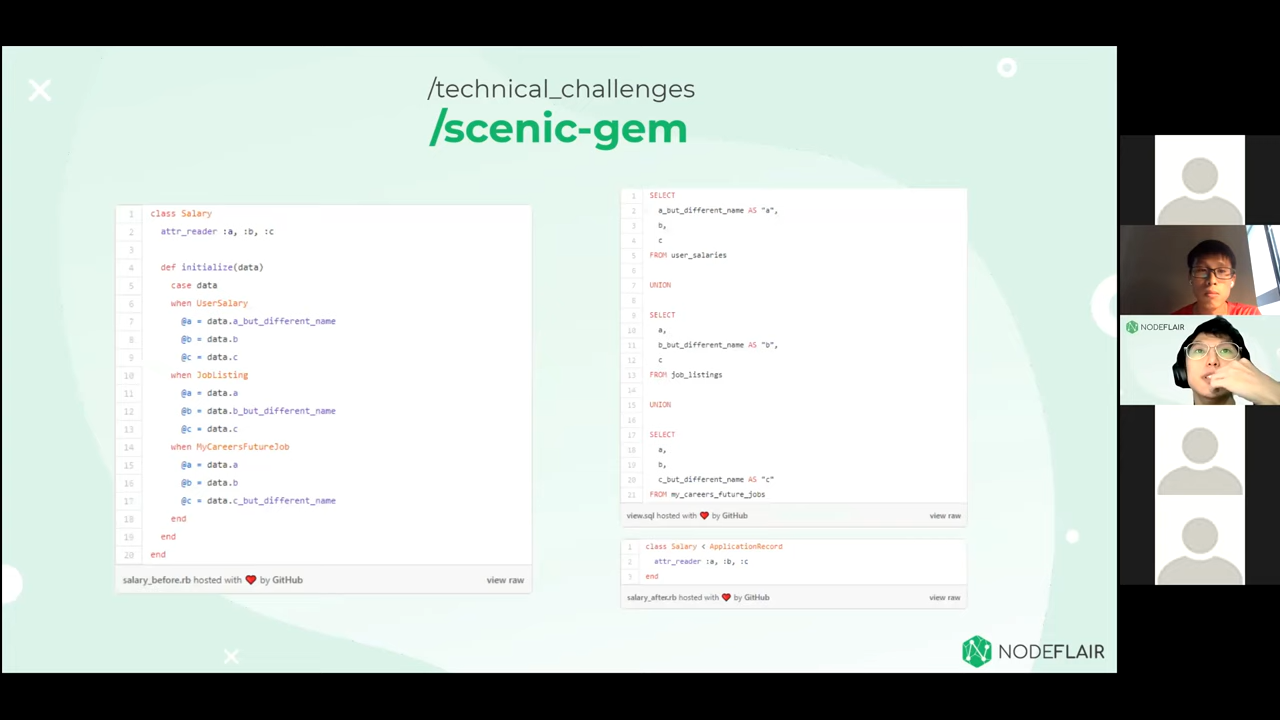 /technical_challenges
/scenic-gem
1 class Salary
2 attr_reader :a, :b, :c
3
4 def initialize(data)
5 case data
6 when UserSalary
7 @a = data.a_but_different_name
8 @b = data.b
9 @c = data.c
10 when JobListing
11 @a = data.a
12 @b = data.b_but_different_name
13 @c = data.c
14 when MyCareersFutureJob
15 @a = data.a
16 @b = data.b
17 @c = data.c_but_different_name
18 end
19 end
20 end
salary_before.rb hosted with ❤ by GitHub view raw
1 SELECT
2 a_but_different_name AS "a",
3 b,
4 c
5 FROM user_salaries
6
7 UNION
8
9 SELECT
10 a,
11 b_but_different_name AS "b",
12 c
13 FROM job_listings
14
15 UNION
16
17 SELECT
18 a,
19 b,
20 c_but_different_name AS "c"
21 FROM my_careers_future_jobs
view.sql hosted with ❤ by GitHub view raw
1 class Salary < ApplicationRecord
2 attr_reader :a, :b, :c
3 end
salary_after.rb hosted with ❤ by GitHub view raw
NODEFLAIR
NODEFLAIR